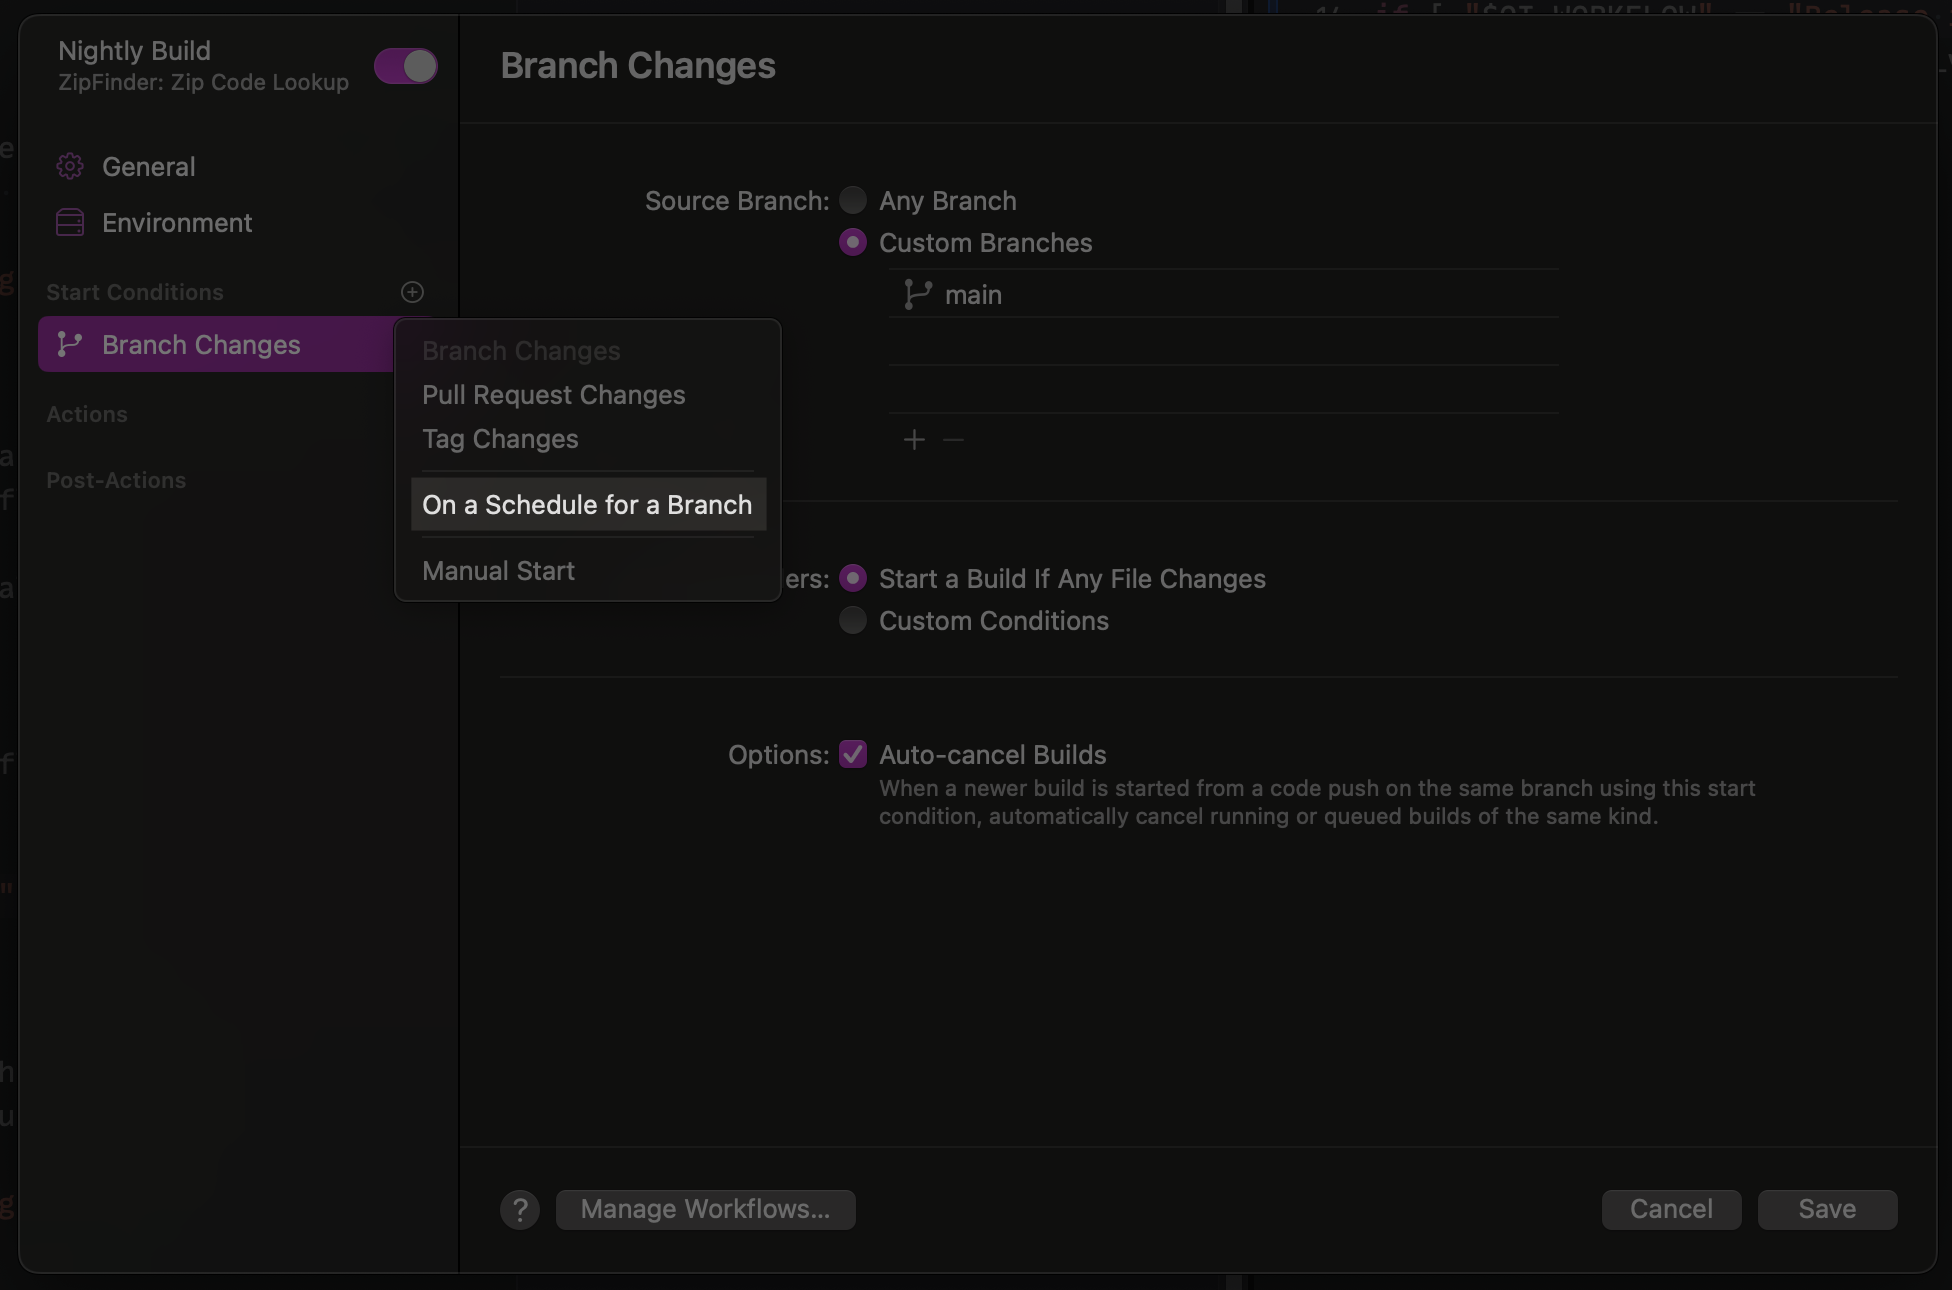 Nightly Build
ZipFinder: Zip Code Lookup
General
Environment
Start Conditions
Branch Changes
Actions
Post-Actions
Branch Changes
Pull Request Changes
Tag Changes
On a Schedule for a Branch
Manual Start
Branch Changes
Source Branch:
Any Branch
Custom Branches
main
ers:
Start a Build If Any File Changes
Custom Conditions
Options:
Auto-cancel Builds
When a newer build is started from a code push on the same branch using this start
condition, automatically cancel running or queued builds of the same kind.
?
Manage Workflows...
Cancel
Save